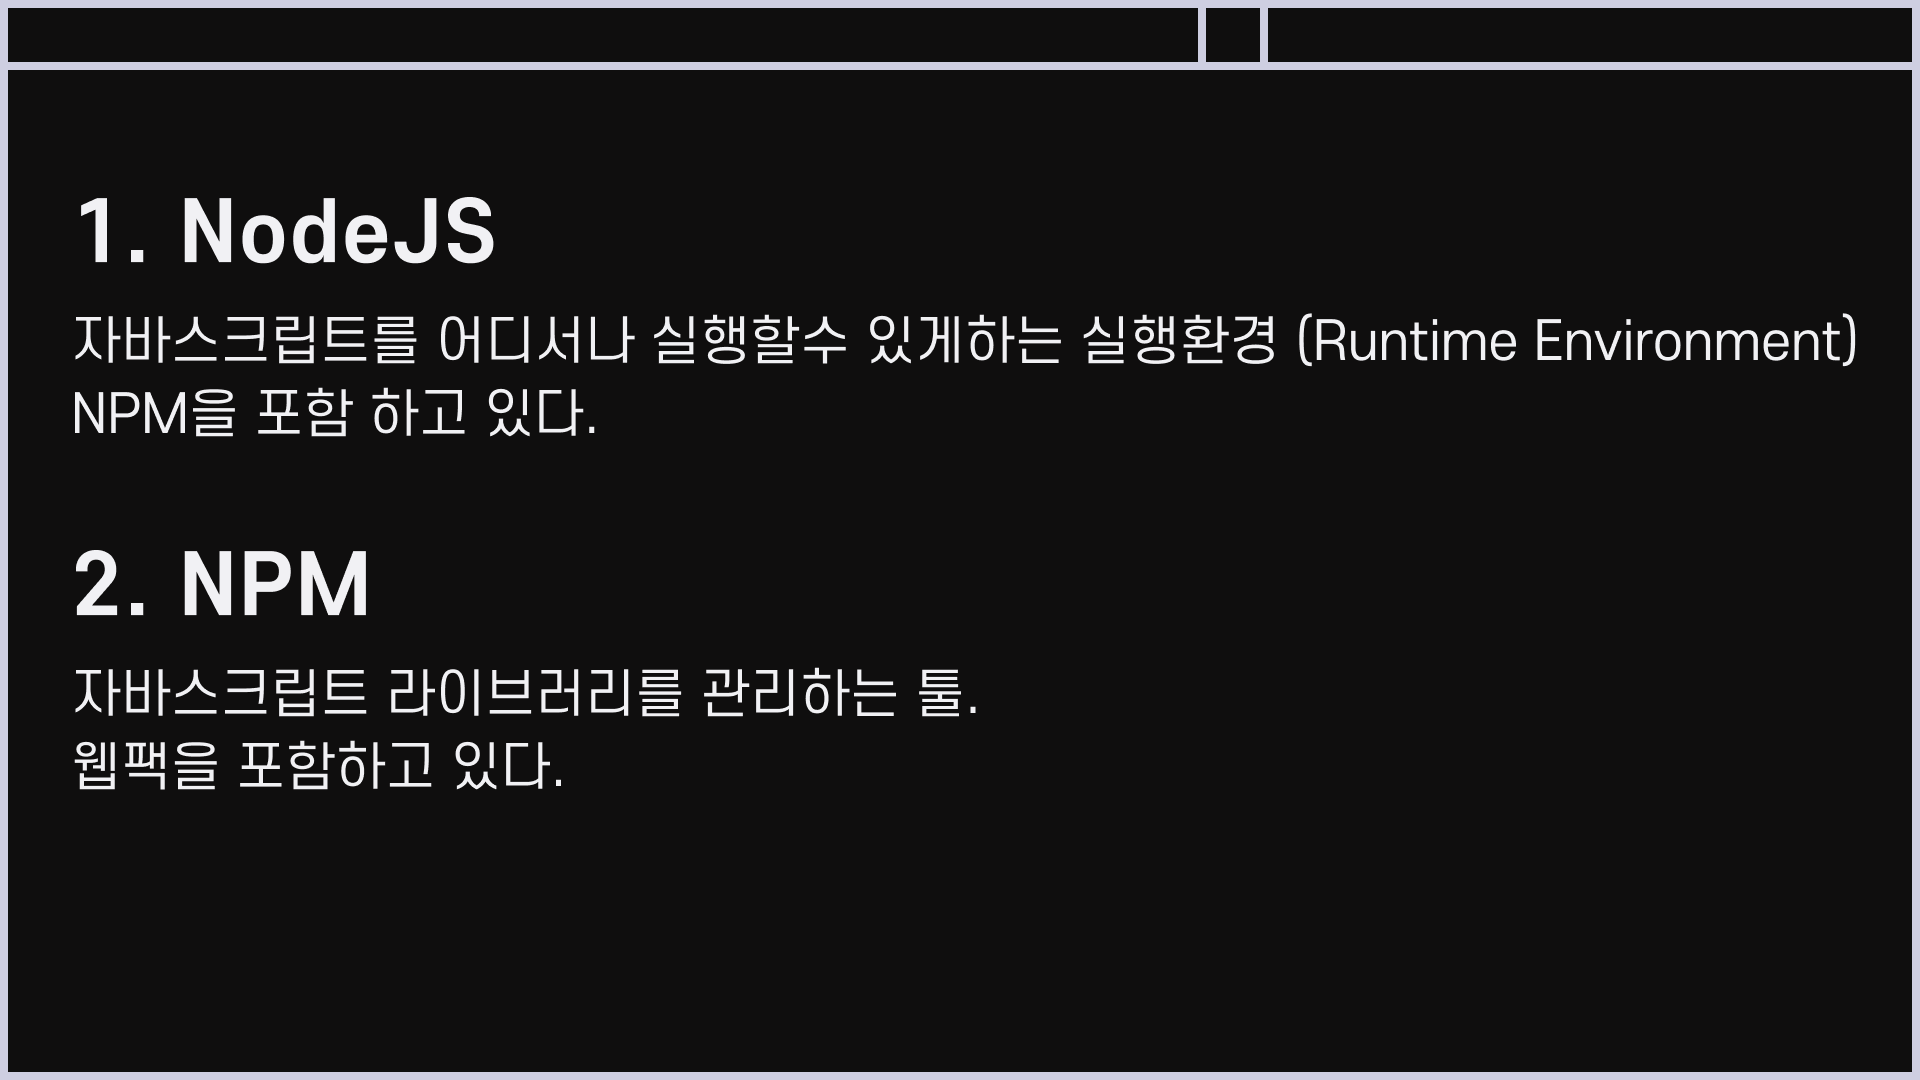 1. NodeJS
자바스크립트를 어디서나 실행할수 있게하는 실행환경 (Runtime Environment)
NPM을 포함 하고 있다.
2. NPM
자바스크립트 라이브러리를 관리하는 툴.
웹팩을 포함하고 있다.